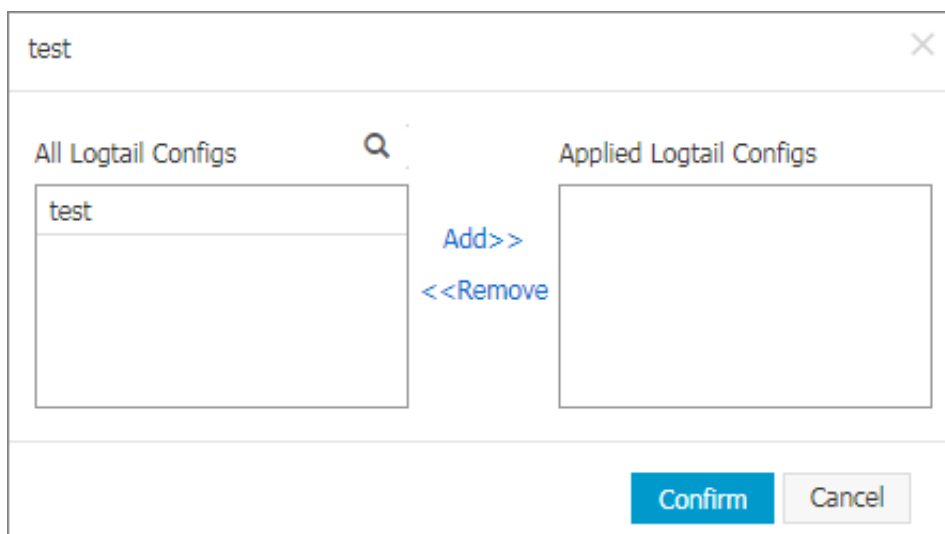 test
All Logtail Configs
Applied Logtail Configs
test
Add>>
<<Remove
Confirm
Cancel